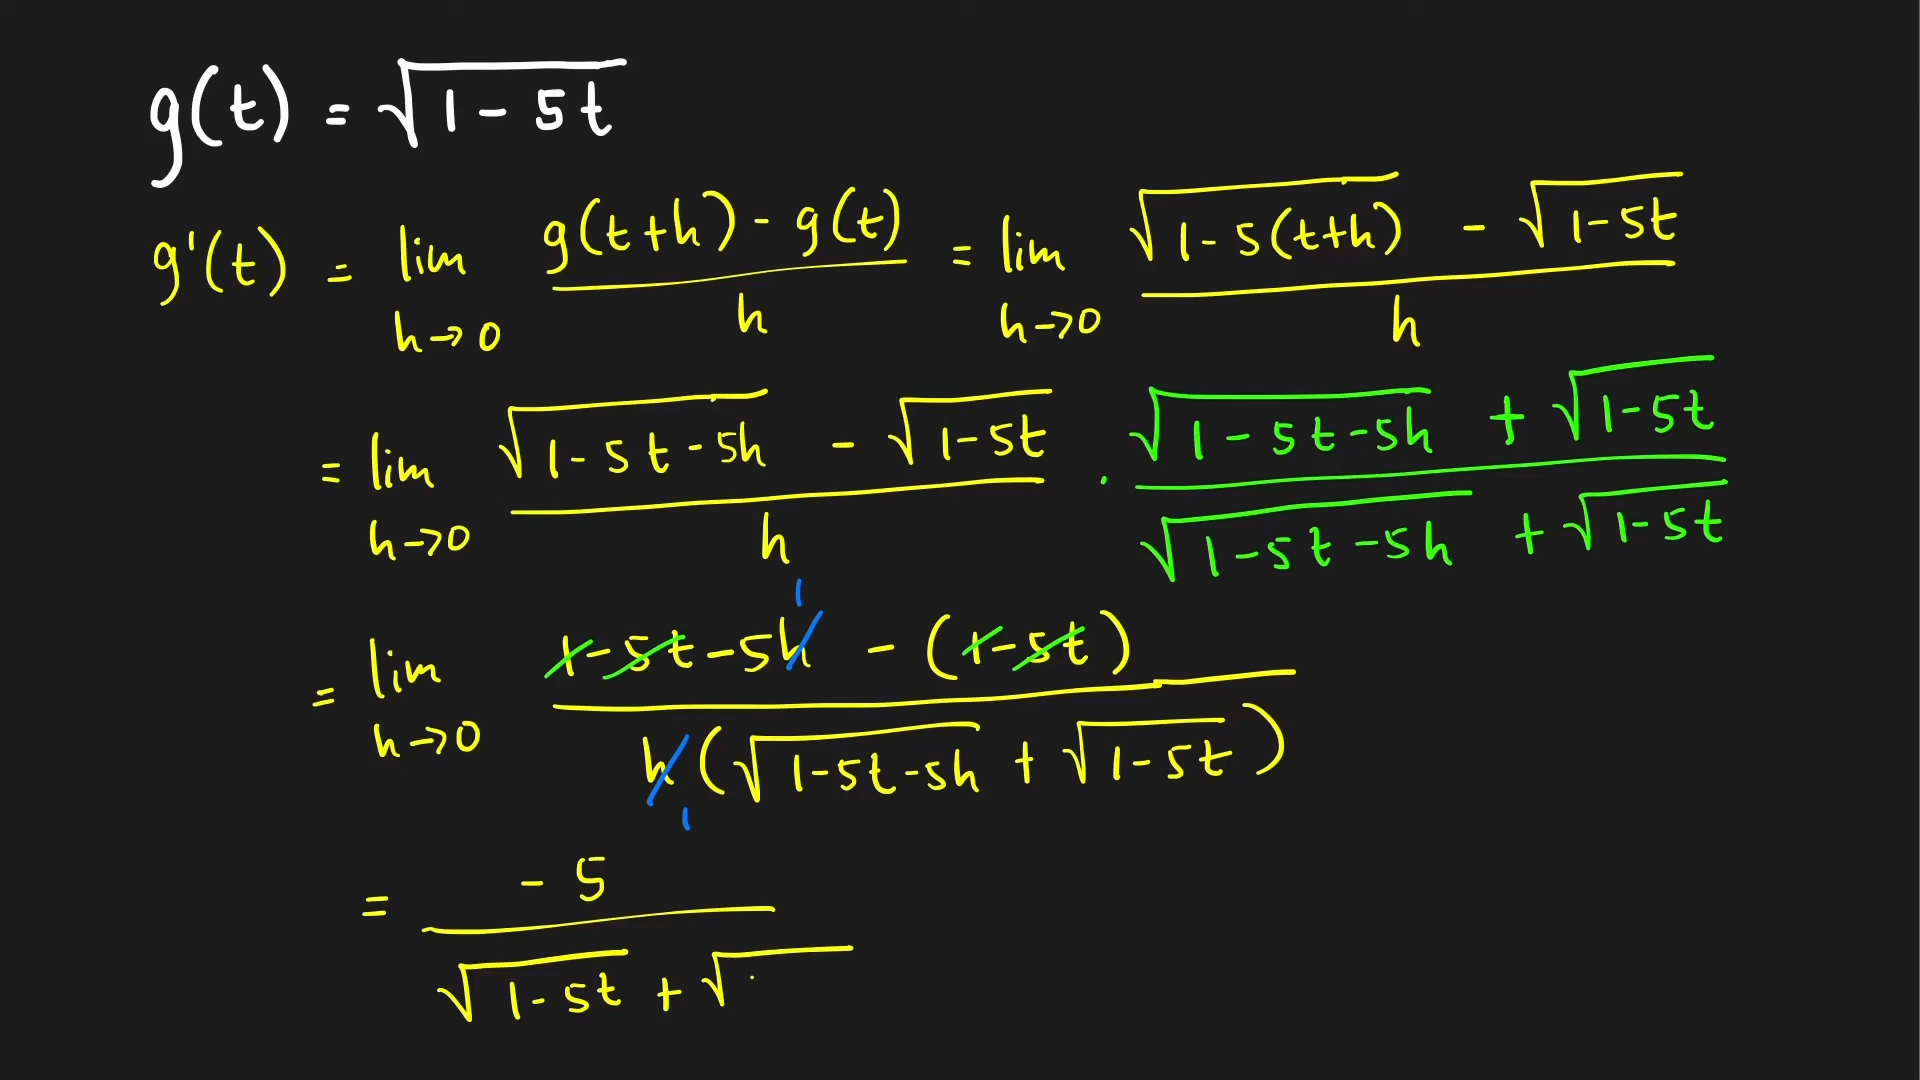 g(t) = √(1 - 5t)
g'(t) = lim h→0 (g(t+h) - g(t))/h = lim h→0 (√(1-5(t+h)) - √(1-5t))/h
= lim h→0 (√(1-5t-5h) - √(1-5t))/h · (√(1-5t-5h) + √(1-5t))/(√(1-5t-5h) + √(1-5t))
= lim h→0 (1-5t-5h - (1-5t))/(h(√(1-5t-5h) + √(1-5t))) 1 1
= -5/(√(1-5t) + √